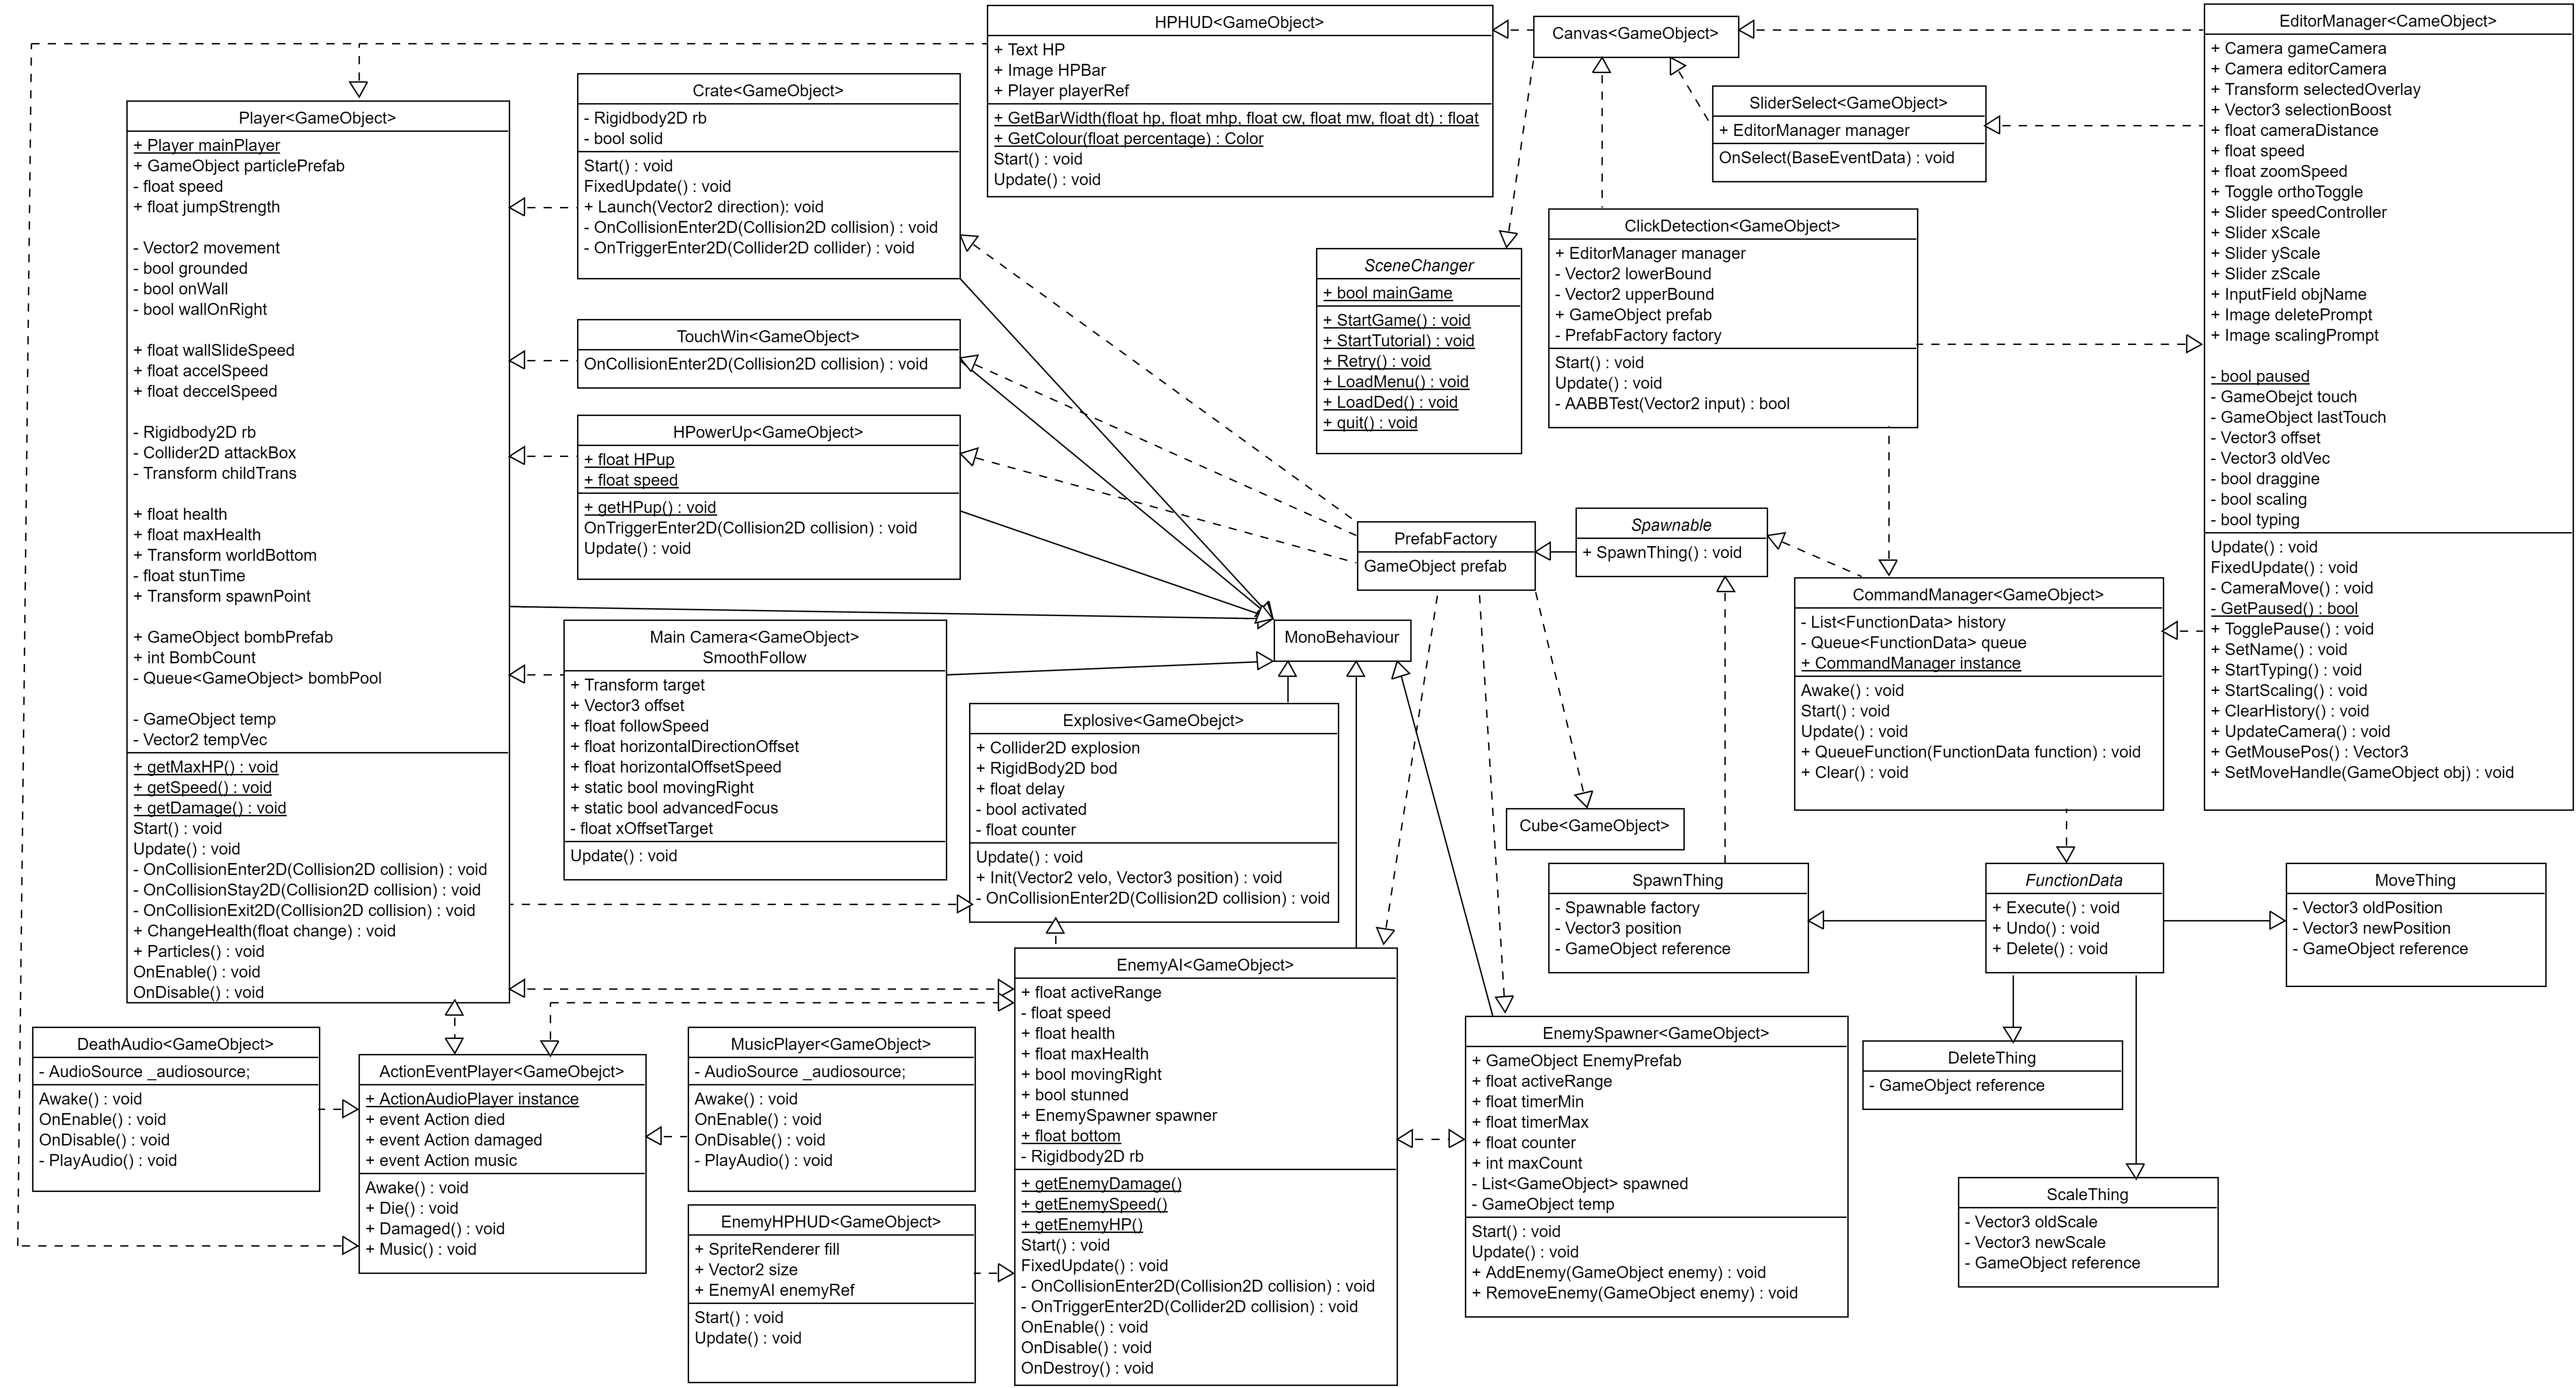 HPHUD<GameObject>
+ Text HP
+ Image HPBar
+ Player playerRef
+ GetBarWidth(float hp, float mhp, float cw, float mw, float dt) : float
+ GetColour(float percentage) : Color
Start() : void
Update() : void
Canvas<GameObject>
EditorManager<CameObject>
+ Camera gameCamera
+ Camera editorCamera
+ Transform selectedOverlay
+ Vector3 selectionBoost
+ float cameraDistance
+ float speed
+ float zoomSpeed
+ Toggle orthoToggle
+ Slider speedController
+ Slider xScale
+ Slider yScale
+ Slider zScale
+ InputField objName
+ Image deletePrompt
+ Image scalingPrompt
- bool paused
- GameObejct touch
- GameObject lastTouch
- Vector3 offset
- Vector3 oldVec
- bool draggine
- bool scaling
- bool typing
Update() : void
FixedUpdate() : void
- CameraMove() : void
- GetPaused() : bool
+ TogglePause() : void
+ SetName() : void
+ StartTyping() : void
+ StartScaling() : void
+ ClearHistory() : void
+ UpdateCamera() : void
+ GetMousePos() : Vector3
+ SetMoveHandle(GameObject obj) : void
SliderSelect<GameObject>
+ EditorManager manager
OnSelect(BaseEventData) : void
Player<GameObject>
+ Player mainPlayer
+ GameObject particlePrefab
- float speed
+ float jumpStrength
- Vector2 movement
- bool grounded
- bool onWall
- bool wallOnRight
+ float wallSlideSpeed
+ float accelSpeed
+ float deccelSpeed
- Rigidbody2D rb
- Collider2D attackBox
- Transform childTrans
+ float health
+ float maxHealth
+ Transform worldBottom
- float stunTime
+ Transform spawnPoint
+ GameObject bombPrefab
+ int BombCount
- Queue<GameObject> bombPool
- GameObject temp
- Vector2 tempVec
+ getMaxHP() : void
+ getSpeed() : void
+ getDamage() : void
Start() : void
Update() : void
- OnCollisionEnter2D(Collision2D collision) : void
- OnCollisionStay2D(Collision2D collision) : void
- OnCollisionExit2D(Collision2D collision) : void
+ ChangeHealth(float change) : void
+ Particles() : void
OnEnable() : void
OnDisable() : void
Crate<GameObject>
- Rigidbody2D rb
- bool solid
Start() : void
FixedUpdate() : void
+ Launch(Vector2 direction): void
- OnCollisionEnter2D(Collision2D collision) : void
- OnTriggerEnter2D(Collider2D collider) : void
TouchWin<GameObject>
OnCollisionEnter2D(Collision2D collision) : void
HPowerUp<GameObject>
+ float HPup
+ float speed
+ getHPup() : void
OnTriggerEnter2D(Collision2D collision) : void
Update() : void
SceneChanger
+ bool mainGame
+ StartGame() : void
+ StartTutorial) : void
+ Retry() : void
+ LoadMenu() : void
+ LoadDed() : void
+ quit() : void
ClickDetection<GameObject>
+ EditorManager manager
- Vector2 lowerBound
- Vector2 upperBound
+ GameObject prefab
- PrefabFactory factory
Start() : void
Update() : void
- AABBTest(Vector2 input) : bool
PrefabFactory
GameObject prefab
Spawnable
+ SpawnThing() : void
CommandManager<GameObject>
- List<FunctionData> history
- Queue<FunctionData> queue
+ CommandManager instance
Awake() : void
Start() : void
Update() : void
+ QueueFunction(FunctionData function) : void
+ Clear() : void
MonoBehaviour
Main Camera<GameObject>
SmoothFollow
+ Transform target
+ Vector3 offset
+ float followSpeed
+ float horizontalDirectionOffset
+ float horizontalOffsetSpeed
+ static bool movingRight
+ static bool advancedFocus
- float xOffsetTarget
Update() : void
Explosive<GameObejct>
+ Collider2D explosion
+ RigidBody2D bod
+ float delay
- bool activated
- float counter
Update() : void
+ Init(Vector2 velo, Vector3 position) : void
- OnCollisionEnter2D(Collision2D collision) : void
Cube<GameObject>
SpawnThing
- Spawnable factory
- Vector3 position
- GameObject reference
FunctionData
+ Execute() : void
+ Undo() : void
+ Delete() : void
MoveThing
- Vector3 oldPosition
- Vector3 newPosition
- GameObject reference
DeathAudio<GameObject>
- AudioSource _audiosource;
Awake() : void
OnEnable() : void
OnDisable() : void
- PlayAudio() : void
ActionEventPlayer<GameObejct>
+ ActionAudioPlayer instance
+ event Action died
+ event Action damaged
+ event Action music
Awake() : void
+ Die() : void
+ Damaged() : void
+ Music() : void
MusicPlayer<GameObject>
- AudioSource _audiosource;
Awake() : void
OnEnable() : void
OnDisable() : void
- PlayAudio() : void
EnemyHPHUD<GameObject>
+ SpriteRenderer fill
+ Vector2 size
+ EnemyAI enemyRef
Start() : void
Update() : void
EnemyAI<GameObject>
+ float activeRange
- float speed
+ float health
+ float maxHealth
+ bool movingRight
+ bool stunned
+ EnemySpawner spawner
+ float bottom
- Rigidbody2D rb
+ getEnemyDamage()
+ getEnemySpeed()
+ getEnemyHP()
Start() : void
FixedUpdate() : void
- OnCollisionEnter2D(Collision2D collision) : void
- OnTriggerEnter2D(Collider2D collision) : void
OnEnable() : void
OnDisable() : void
OnDestroy() : void
EnemySpawner<GameObject>
+ GameObject EnemyPrefab
+ float activeRange
+ float timerMin
+ float timerMax
+ float counter
+ int maxCount
- List<GameObject> spawned
- GameObject temp
Start() : void
Update() : void
+ AddEnemy(GameObject enemy) : void
+ RemoveEnemy(GameObject enemy) : void
DeleteThing
- GameObject reference
ScaleThing
- Vector3 oldScale
- Vector3 newScale
- GameObject reference